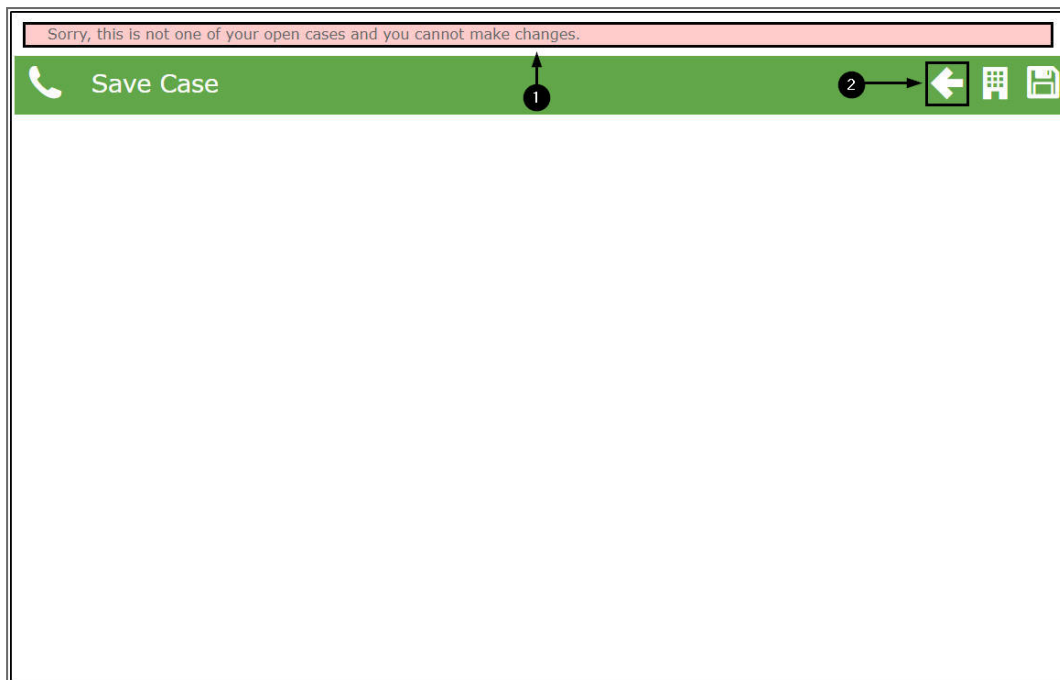 Sorry, this is not one of your open cases and you cannot make changes.
Save Case
2
1